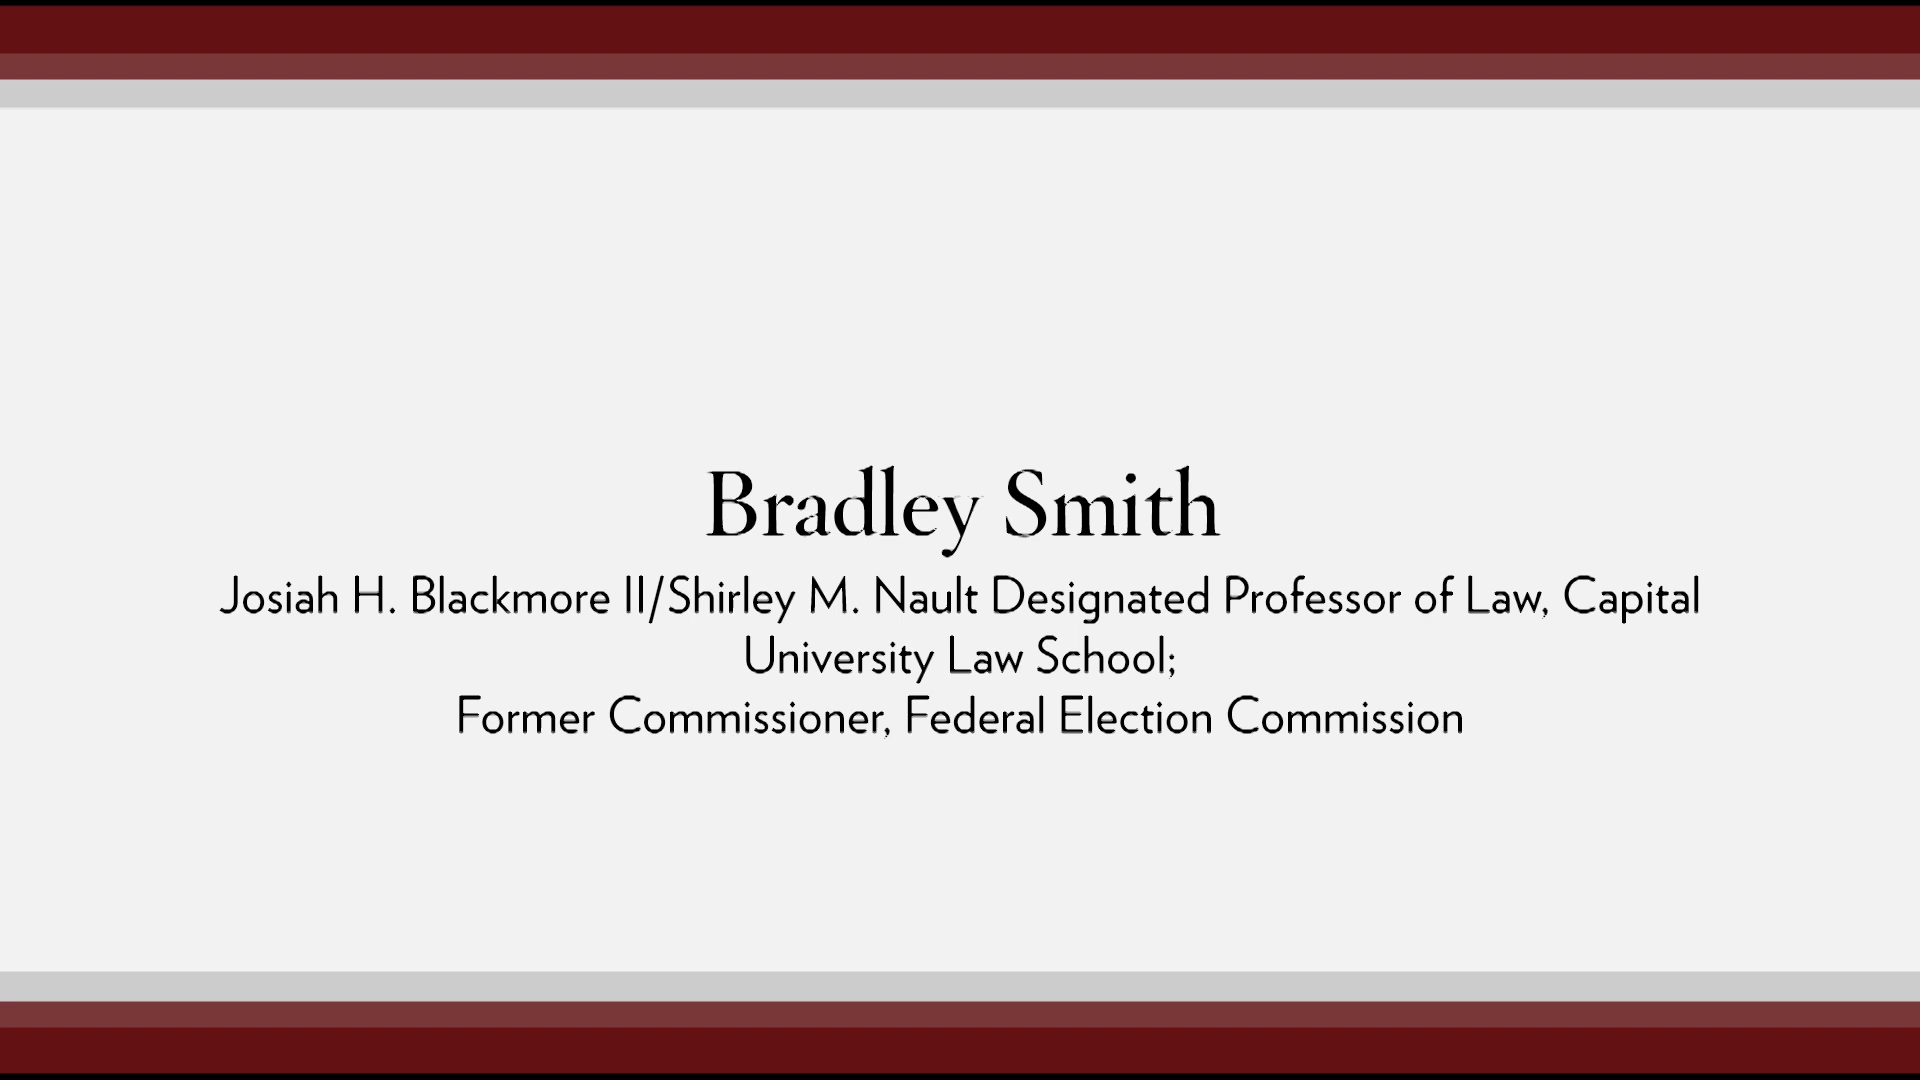 Bradley Smith
Josiah H. Blackmore II/Shirley M. Nault Designated Professor of Law, Capital
University Law School;
Former Commissioner, Federal Election Commission